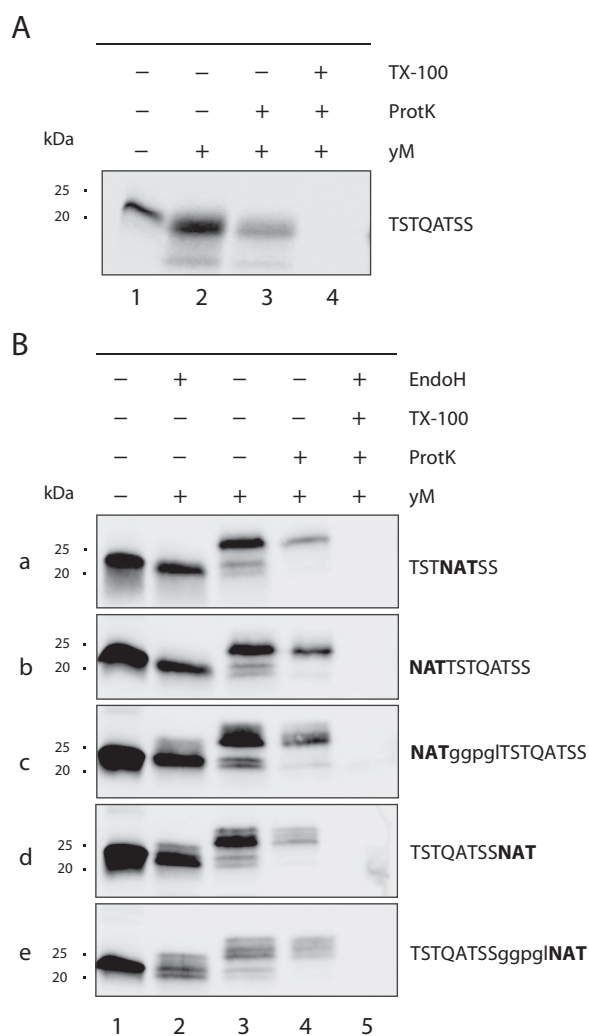 A
− − − + TX-100
− − + + ProtK
kDa
− + + + yM
25
20
TSTQATSS
1 2 3 4
B
− + − − + EndoH
− − − − + TX-100
− − − + + ProtK
kDa
− + + + + yM
a
25
20
TSTNATSS
b
25
20
NATTSTQATSS
c
25
20
NATggpglTSTQATSS
d
25
20
TSTQATSSNAT
e
25
20
TSTQATSSggpglNAT
1 2 3 4 5